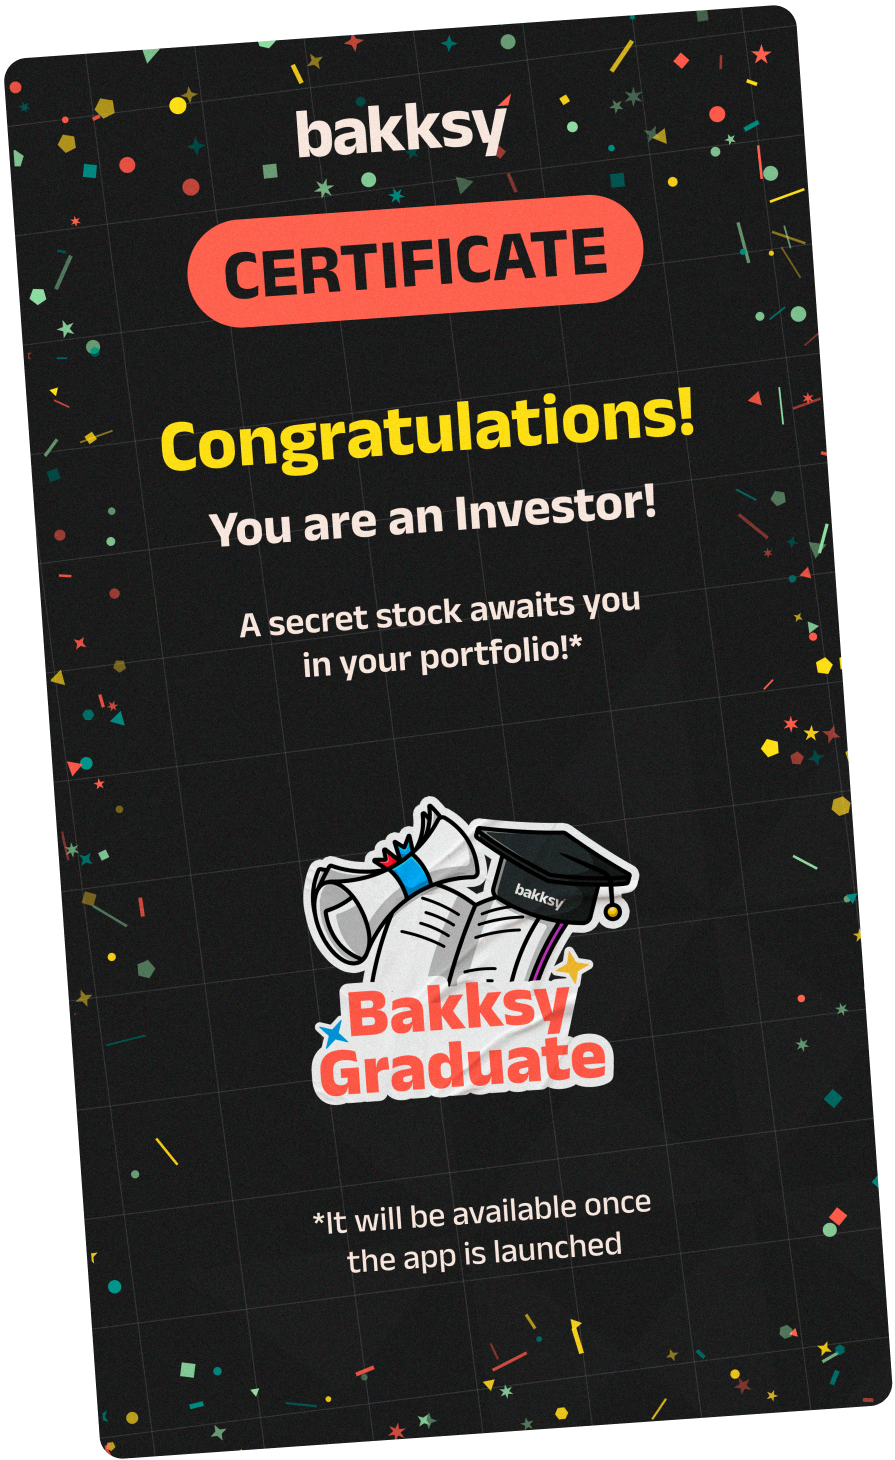 bakksy
CERTIFICATE
Congratulations!
You are an Investor!
A secret stock awaits you
in your portfolio!*
bakksy
Bakksy
Graduate
*It will be available once
the app is launched